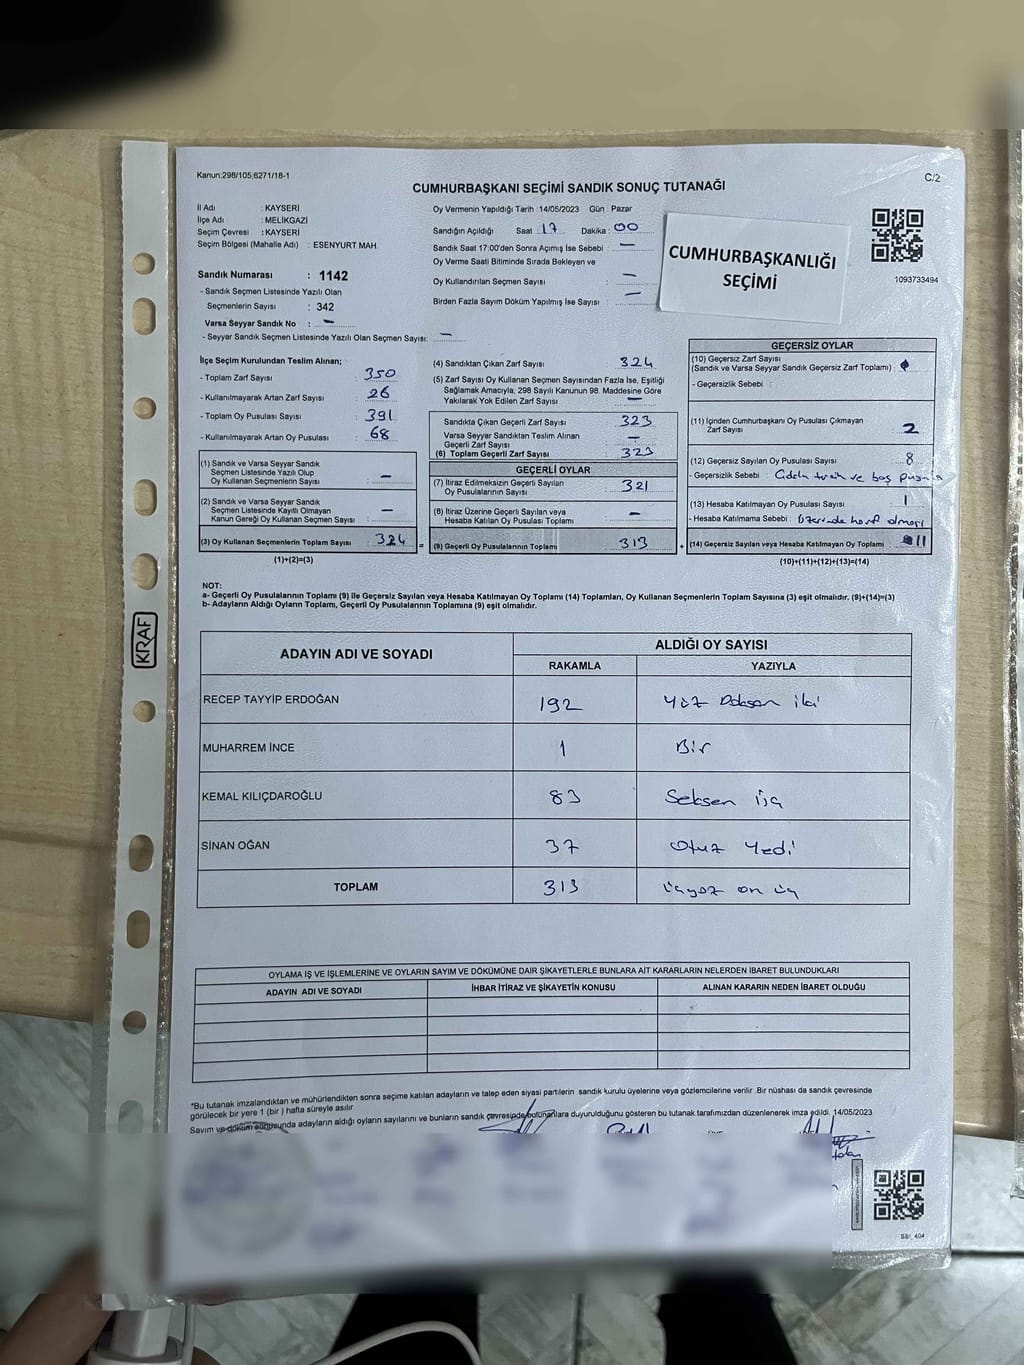 Kanun:298/105;6271/18-1
C/2
CUMHURBAŞKANI SEÇİMİ SANDIK SONUÇ TUTANAĞI
İl Adı : KAYSERİ
İlçe Adı : MELİKGAZİ
Seçim Çevresi : KAYSERİ
Seçim Bölgesi (Mahalle Adı) : ESENYURT MAH.
Sandık Numarası : 1142
- Sandık Seçmen Listesinde Yazılı Olan
Seçmenlerin Sayısı : 342
Varsa Seyyar Sandık No : –
- Seyyar Sandık Seçmen Listesinde Yazılı Olan Seçmen Sayısı: –
Oy Vermenin Yapıldığı Tarih :14/05/2023 Gün : Pazar
Sandığın Açıldığı Saat : 17 Dakika : 00
Sandık Saat 17:00'den Sonra Açımış İse Sebebi : –
Oy Verme Saati Bitiminde Sırada Bekleyen ve
Oy Kullandırılan Seçmen Sayısı : –
Birden Fazla Sayım Döküm Yapılmış İse Sayısı : –
CUMHURBAŞKANLIĞI
SEÇİMİ
1093733494
İlçe Seçim Kurulundan Teslim Alınan;
- Toplam Zarf Sayısı : 350
- Kullanılmayarak Artan Zarf Sayısı : 26
- Toplam Oy Pusulası Sayısı : 391
- Kullanılmayarak Artan Oy Pusulası : 68
(1) Sandık ve Varsa Seyyar Sandık
Seçmen Listesinde Yazılı Olup
Oy Kullanan Seçmenlerin Sayısı : –
(2) Sandık ve Varsa Seyyar Sandık
Seçmen Listesinde Kayıtlı Olmayan
Kanun Gereği Oy Kullanan Seçmen Sayısı : –
(3) Oy Kullanan Seçmenlerin Toplam Sayısı : 324
(1)+(2)=(3)
(4) Sandıktan Çıkan Zarf Sayısı : 324
(5) Zarf Sayısı Oy Kullanan Seçmen Sayısından Fazla İse, Eşitliği
Sağlamak Amacıyla; 298 Sayılı Kanunun 98. Maddesine Göre
Yakılarak Yok Edilen Zarf Sayısı : –
Sandıkta Çıkan Geçerli Zarf Sayısı : 323
Varsa Seyyar Sandıktan Teslim Alınan
Geçerli Zarf Sayısı : –
(6) Toplam Geçerli Zarf Sayısı : 323
GEÇERLİ OYLAR
(7) İtiraz Edilmeksizin Geçerli Sayılan
Oy Pusulalarının Sayısı : 321
(8) İtiraz Üzerine Geçerli Sayılan veya
Hesaba Katılan Oy Pusulası Toplamı : –
= (9) Geçerli Oy Pusulalarının Toplamı : 313 +
GEÇERSİZ OYLAR
(10) Geçersiz Zarf Sayısı
(Sandık ve Varsa Seyyar Sandık Geçersiz Zarf Toplamı) :
- Geçersizlik Sebebi :
(11) İçinden Cumhurbaşkanı Oy Pusulası Çıkmayan
Zarf Sayısı : 2
(12) Geçersiz Sayılan Oy Pusulası Sayısı : 8
- Geçersizlik Sebebi : ve boş
(13) Hesaba Katılmayan Oy Pusulası Sayısı : 1
- Hesaba Katılmama Sebebi : üzerinde harf olması
(14) Geçersiz Sayılan veya Hesaba Katılmayan Oy Toplamı : 11
(10)+(11)+(12)+(13)=(14)
NOT:
a- Geçerli Oy Pusulalarının Toplamı (9) ile Geçersiz Sayılan veya Hesaba Katılmayan Oy Toplamı (14) Toplamları, Oy Kullanan Seçmenlerin Toplam Sayısına (3) eşit olmalıdır. (9)+(14)=(3)
b- Adayların Aldığı Oyların Toplamı, Geçerli Oy Pusulalarının Toplamına (9) eşit olmalıdır.
ADAYIN ADI VE SOYADI
ALDIĞI OY SAYISI
RAKAMLA YAZIYLA
RECEP TAYYİP ERDOĞAN 192 Yüz Doksan iki
MUHARREM İNCE 1 Bir
KEMAL KILIÇDAROĞLU 83 Seksen üç
SİNAN OĞAN 37 Otuz Yedi
TOPLAM 313 üçyüz on üç
OYLAMA İŞ VE İŞLEMLERİNE VE OYLARIN SAYIM VE DÖKÜMÜNE DAİR ŞİKAYETLERLE BUNLARA AİT KARARLARIN NELERDEN İBARET BULUNDUKLARI
ADAYIN ADI VE SOYADI İHBAR İTİRAZ VE ŞİKAYETİN KONUSU ALINAN KARARIN NEDEN İBARET OLDUĞU
*Bu tutanak imzalandıktan ve mühürlendikten sonra seçime katılan adayların ve talep eden siyasi partilerin sandık kurulu üyelerine veya gözlemcilerine verilir .Bir nüshası da sandık çevresinde
görülecek bir yere 1 (bir ) hafta süreyle asılır.
Sayım ve döküm sonusunda adayların aldığı oyların sayılarını ve bunların sandık çevresinde bulunanlara duyurulduğunu gösteren bu tutanak tarafımızdan düzenlenerek imza edildi. 14/05/2023
KRAF